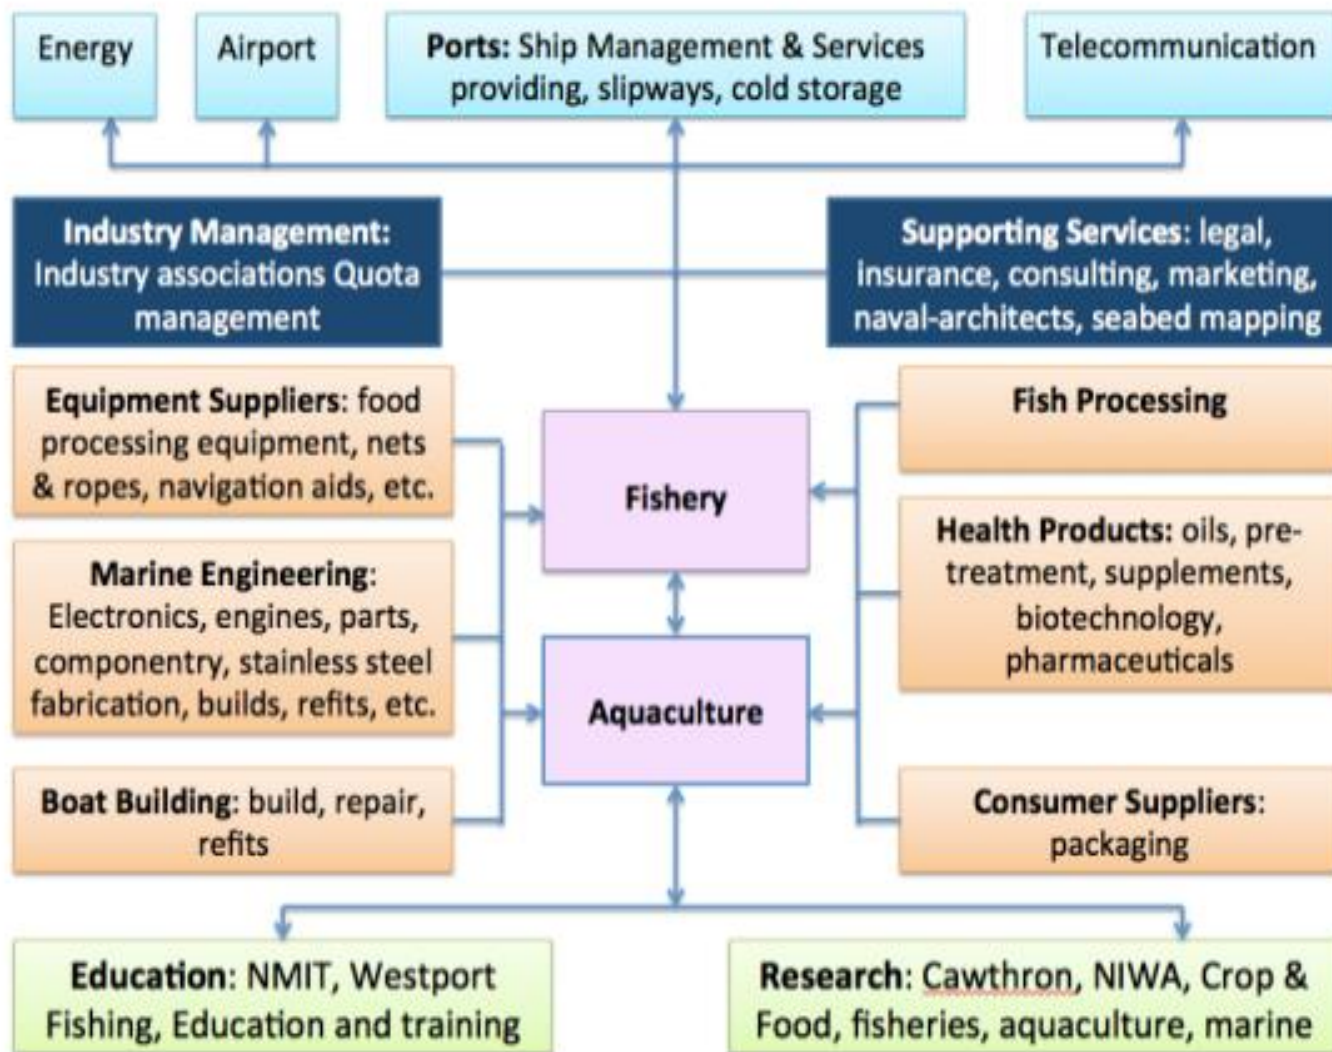 Energy
Airport
Ports: Ship Management & Services
providing, slipways, cold storage
Telecommunication
Industry Management:
Industry associations Quota
management
Supporting Services: legal,
insurance, consulting, marketing,
naval-architects, seabed mapping
Equipment Suppliers: food
processing equipment, nets
& ropes, navigation aids, etc.
Marine Engineering:
Electronics, engines, parts,
componentry, stainless steel
fabrication, builds, refits, etc.
Boat Building: build, repair,
refits
Fishery
Aquaculture
Fish Processing
Health Products: oils, pre-
treatment, supplements,
biotechnology,
pharmaceuticals
Consumer Suppliers:
packaging
Education: NMIT, Westport
Fishing, Education and training
Research: Cawthron, NIWA, Crop &
Food, fisheries, aquaculture, marine